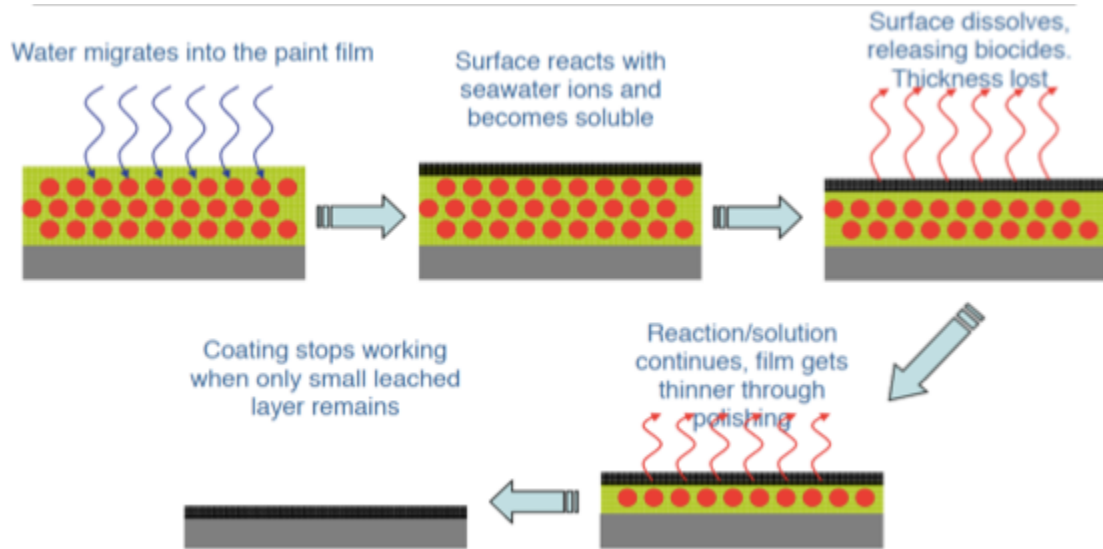 Water migrates into the paint film
Surface reacts with
seawater ions and
becomes soluble
Surface dissolves,
releasing biocides.
Thickness lost
Reaction/solution
continues, film gets
thinner through
polishing
Coating stops working
when only small leached
layer remains